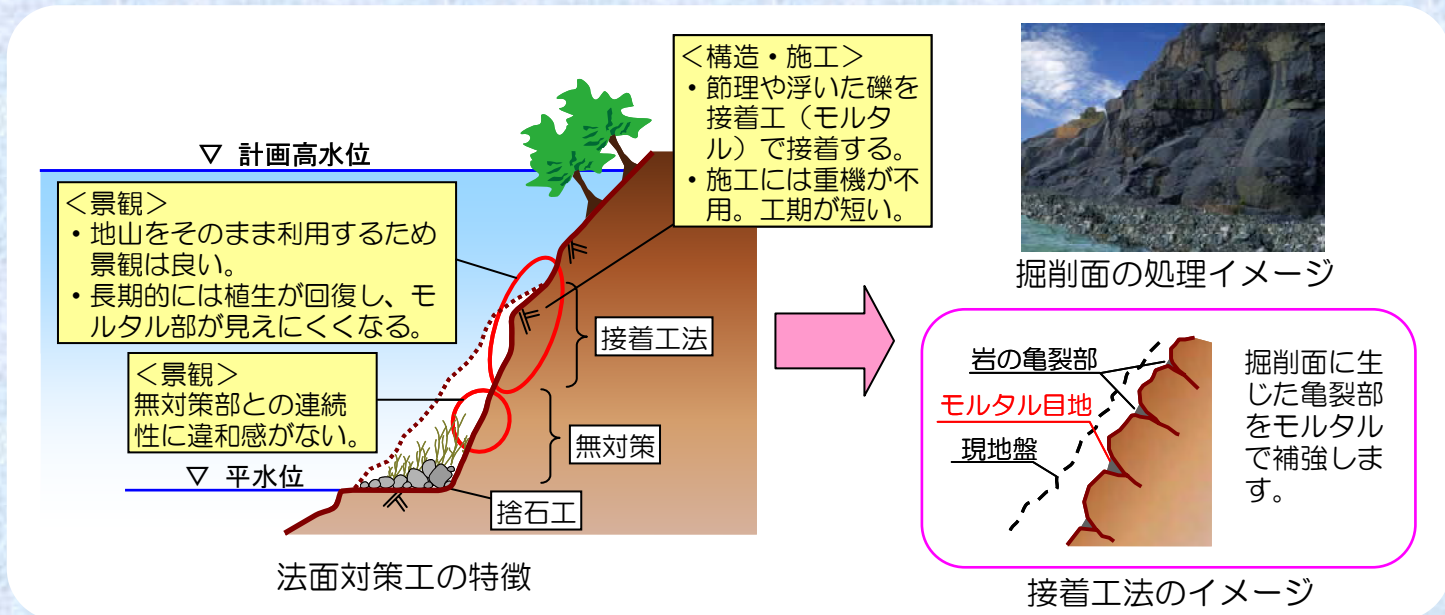 <構造・施工>
・節理や浮いた礫を
接着工（モルタ
ル）で接着する。
・施工には重機が不
用。工期が短い。
▽ 計画高水位
<景観>
・地山をそのまま利用するため
景観は良い。
・長期的には植生が回復し、モ
ルタル部が見えにくくなる。
<景観>
無対策部との連続
性に違和感がない。
▽ 平水位
接着工法
無対策
捨石工
法面対策工の特徴
掘削面の処理イメージ
岩の亀裂部
モルタル目地
現地盤
掘削面に生
じた亀裂部
をモルタル
で補強しま
す。
接着工法のイメージ